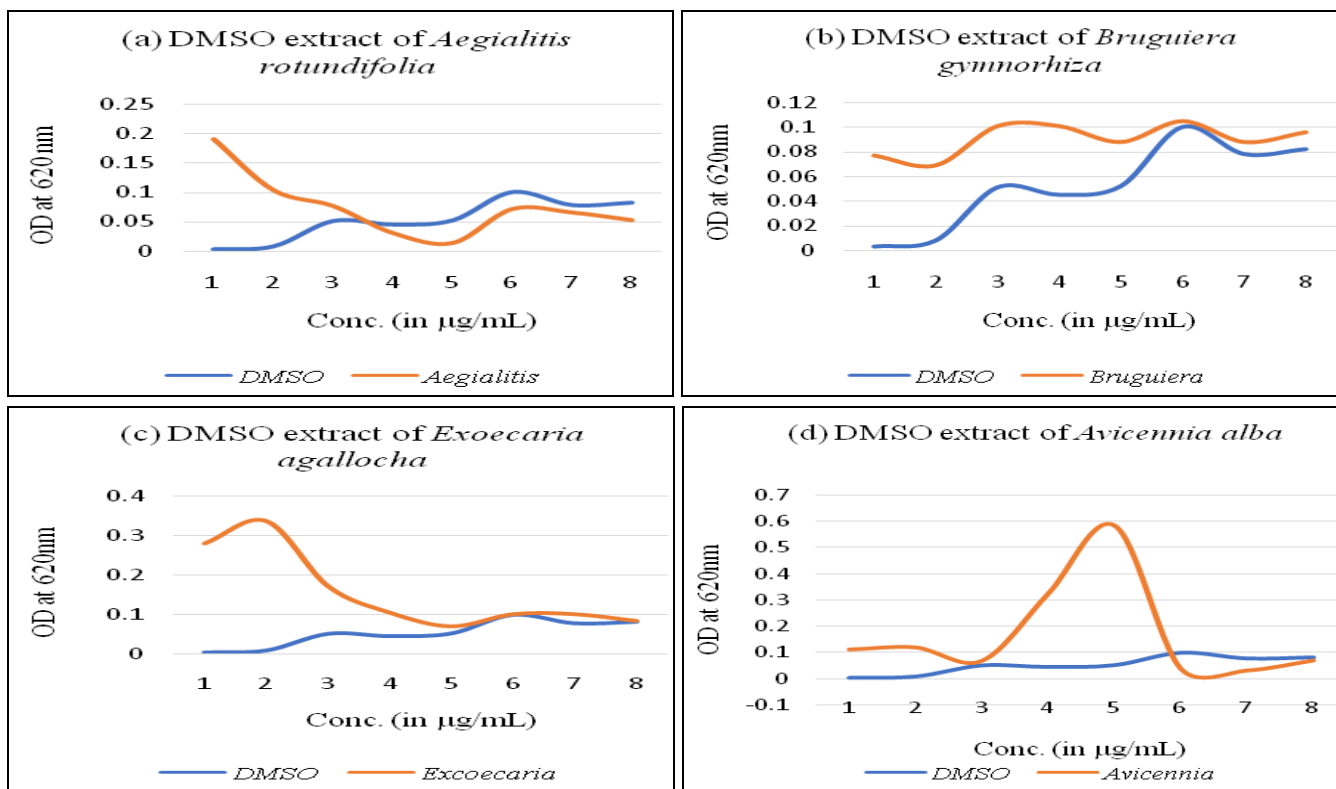 (a) DMSO extract of Aegialitis
rotundifolia
0.25
0.2
0.15
0.1
0.05
0
OD at 620nm
1 2 3 4 5 6 7 8
Conc. (in µg/mL)
DMSO Aegialitis
(b) DMSO extract of Bruguiera
gymnorhiza
0.12
0.1
0.08
0.06
0.04
0.02
0
OD at 620nm
1 2 3 4 5 6 7 8
Conc. (in µg/mL)
DMSO Bruguiera
(c) DMSO extract of Exoecaria
agallocha
0.4
0.3
0.2
0.1
0
OD at 620nm
1 2 3 4 5 6 7 8
Conc. (in µg/mL)
DMSO Excoecaria
(d) DMSO extract of Avicennia alba
0.7
0.6
0.5
0.4
0.3
0.2
0.1
0
-0.1
OD at 620nm
1 2 3 4 5 6 7 8
Conc. (in µg/mL)
DMSO Avicennia